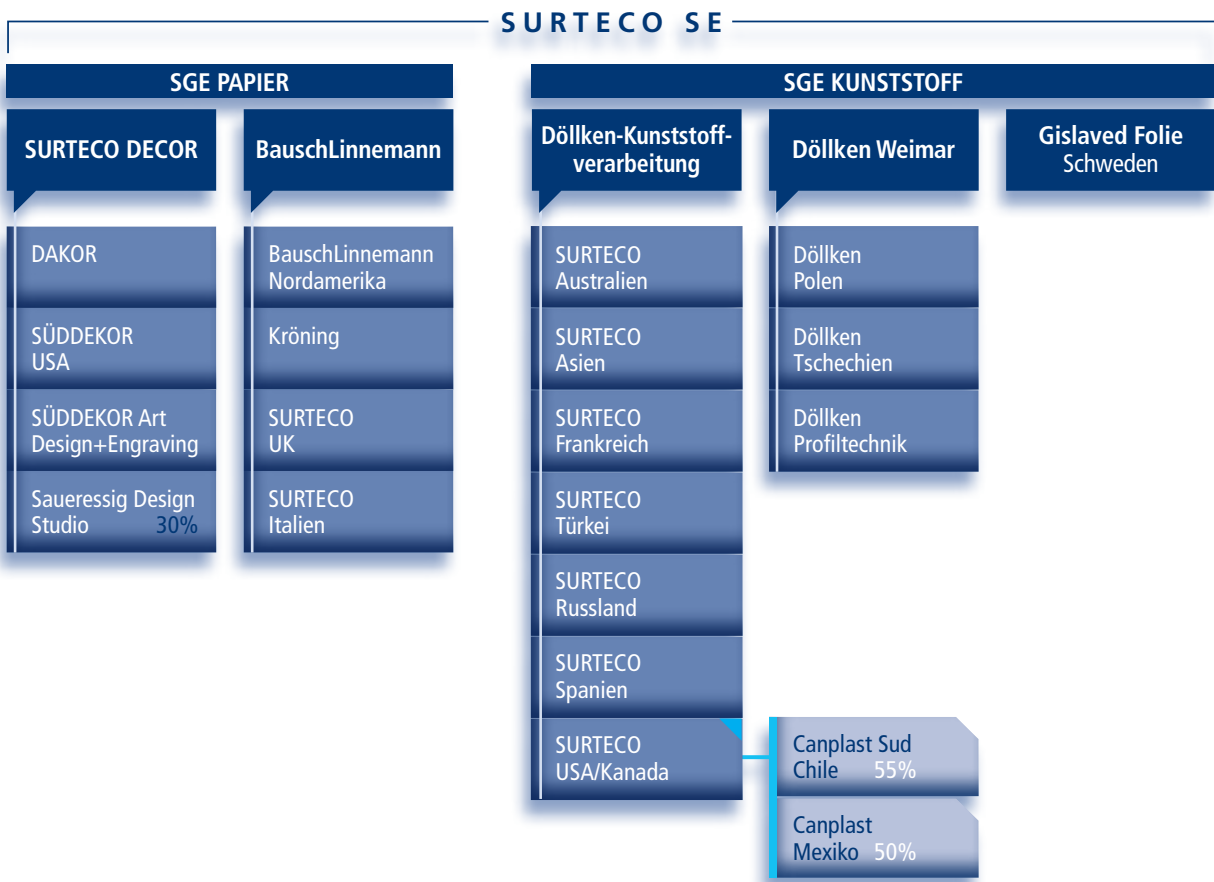 SURTECO SE
SGE PAPIER
SURTECO DECOR
DAKOR
SÜDDEKOR
USA
SÜDDEKOR Art
Design+Engraving
Saueressig Design
Studio 30%
BauschLinnemann
BauschLinnemann
Nordamerika
Kröning
SURTECO
UK
SURTECO
Italien
SGE KUNSTSTOFF
Döllken-Kunststoff-
verarbeitung
SURTECO
Australien
SURTECO
Asien
SURTECO
Frankreich
SURTECO
Türkei
SURTECO
Russland
SURTECO
Spanien
SURTECO
USA/Kanada
Canplast Sud
Chile 55%
Canplast
Mexiko 50%
Döllken Weimar
Döllken
Polen
Döllken
Tschechien
Döllken
Profiltechnik
Gislaved Folie
Schweden